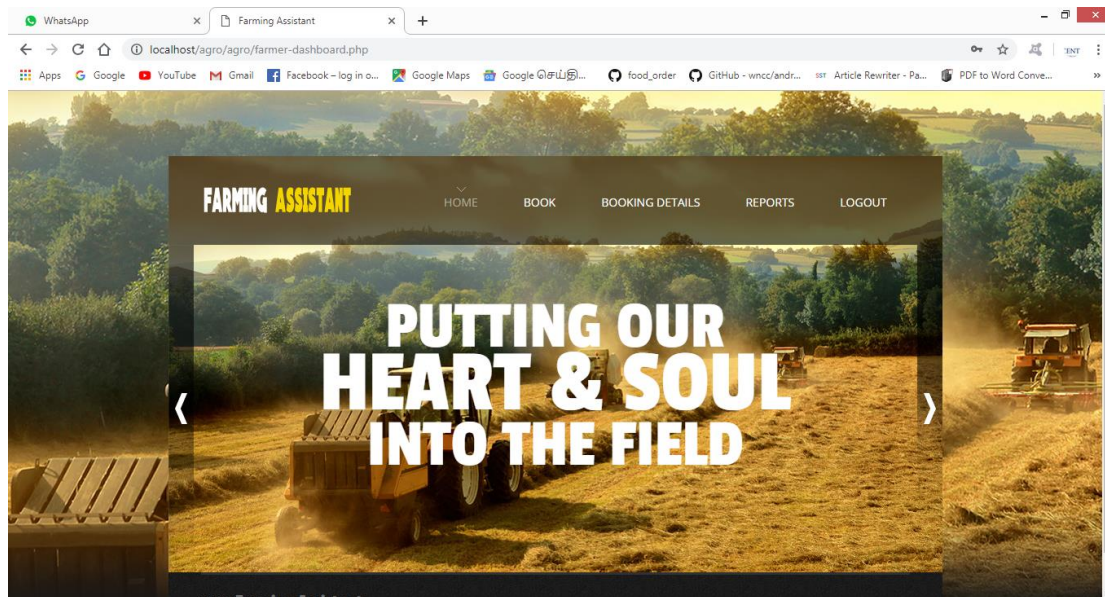 WhatsApp
Farming Assistant
localhost/agro/agro/farmer-dashboard.php
Apps Google YouTube Gmail Facebook – log in o... Google Maps Google செய்தி... food_order GitHub - wncc/andr... SST Article Rewriter - Pa... PDF to Word Conve... »
FARMING ASSISTANT HOME BOOK BOOKING DETAILS REPORTS LOGOUT
PUTTING OUR
HEART & SOUL
INTO THE FIELD